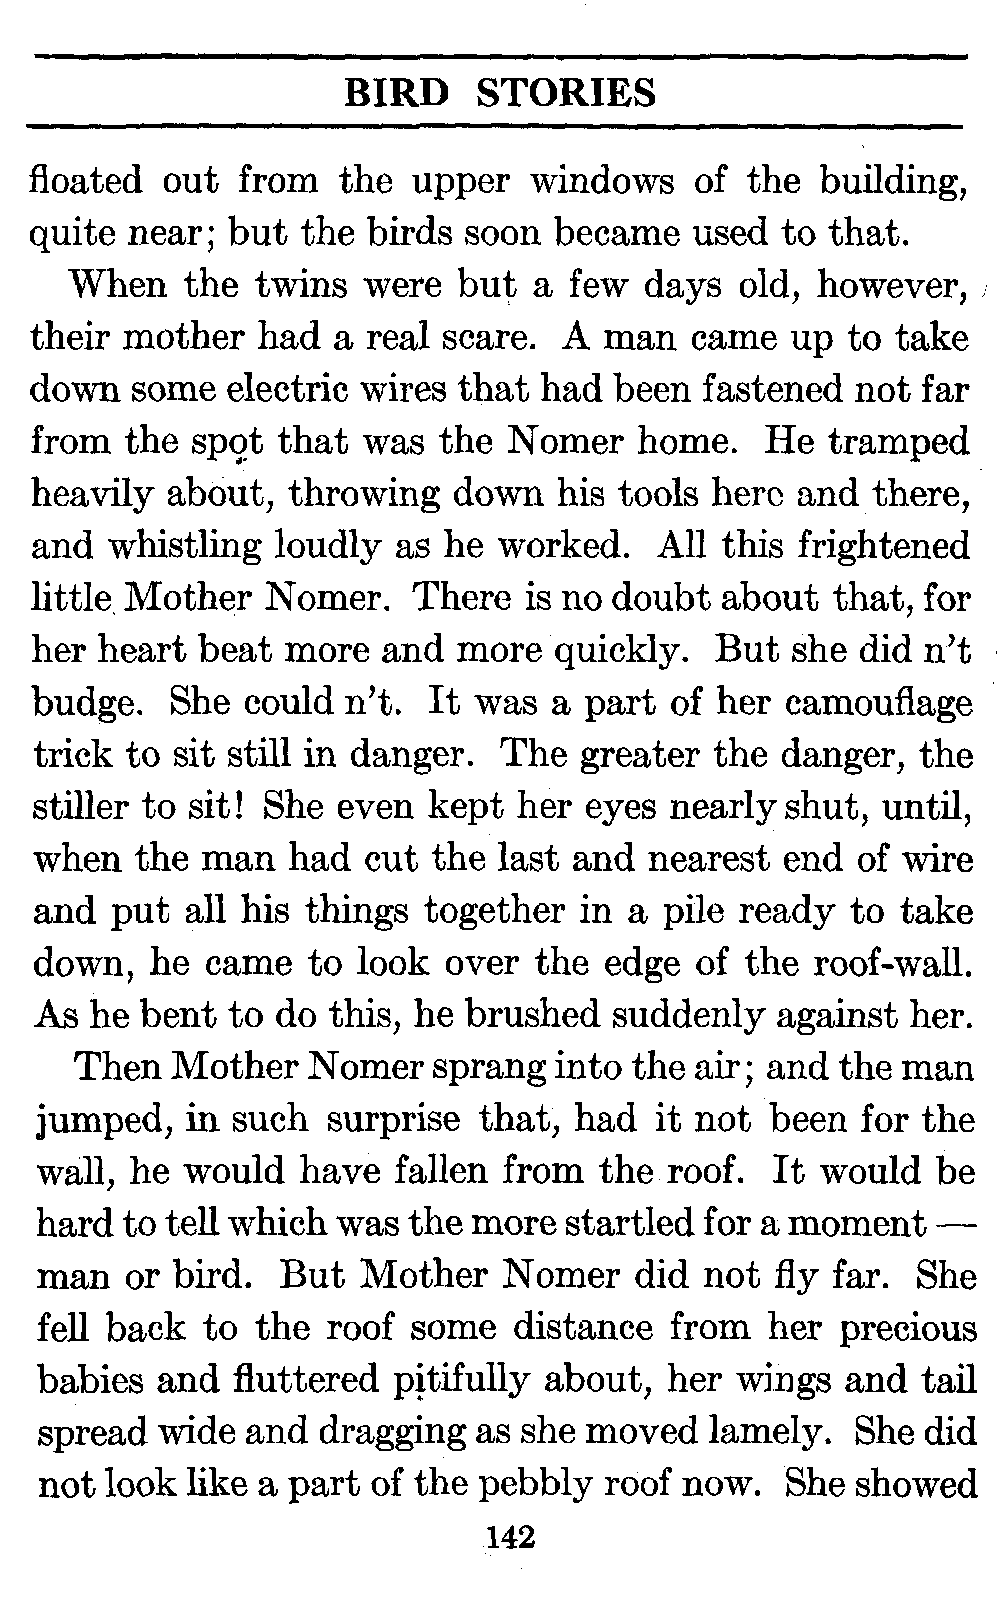 BIRD STORIES
floated out from the upper windows of the building,
quite near; but the birds soon became used to that.
When the twins were but a few days old, however,
their mother had a real scare. A man came up to take
down some electric wires that had been fastened not far
from the spot that was the Nomer home. He tramped
heavily about, throwing down his tools here and there,
and whistling loudly as he worked. All this frightened
little Mother Nomer. There is no doubt about that, for
her heart beat more and more quickly. But she did n't
budge. She could n't. It was a part of her camouflage
trick to sit still in danger. The greater the danger, the
stiller to sit! She even kept her eyes nearly shut, until,
when the man had cut the last and nearest end of wire
and put all his things together in a pile ready to take
down, he came to look over the edge of the roof-wall.
As he bent to do this, he brushed suddenly against her.
Then Mother Nomer sprang into the air; and the man
jumped, in such surprise that, had it not been for the
wall, he would have fallen from the roof. It would be
hard to tell which was the more startled for a moment —
man or bird. But Mother Nomer did not fly far. She
fell back to the roof some distance from her precious
babies and fluttered pitifully about, her wings and tail
spread wide and dragging as she moved lamely. She did
not look like a part of the pebbly roof now. She showed
142